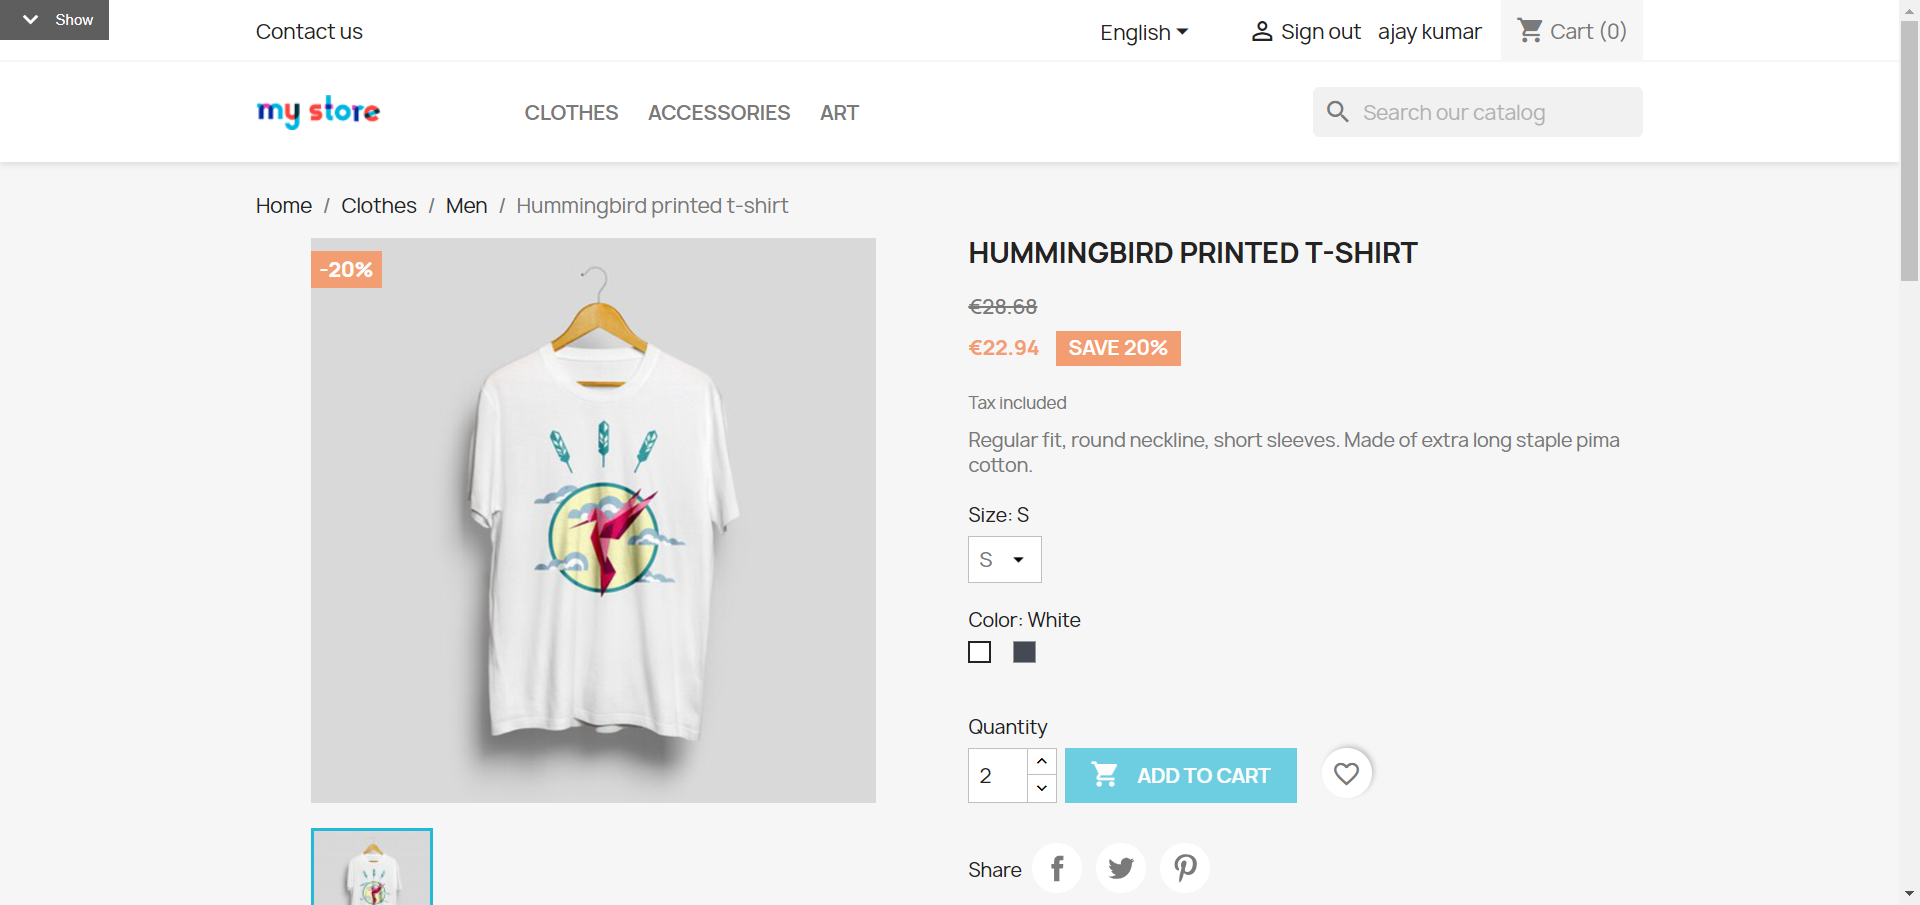 Show
Contact us
English
Sign out
ajay kumar
Cart (0)
my store
CLOTHES
ACCESSORIES
ART
Search our catalog
Home / Clothes / Men / Hummingbird printed t-shirt
-20%
HUMMINGBIRD PRINTED T-SHIRT
€28.68
€22.94
SAVE 20%
Tax included
Regular fit, round neckline, short sleeves. Made of extra long staple pima
cotton.
Size: S
S
Color: White
Quantity
2
ADD TO CART
Share